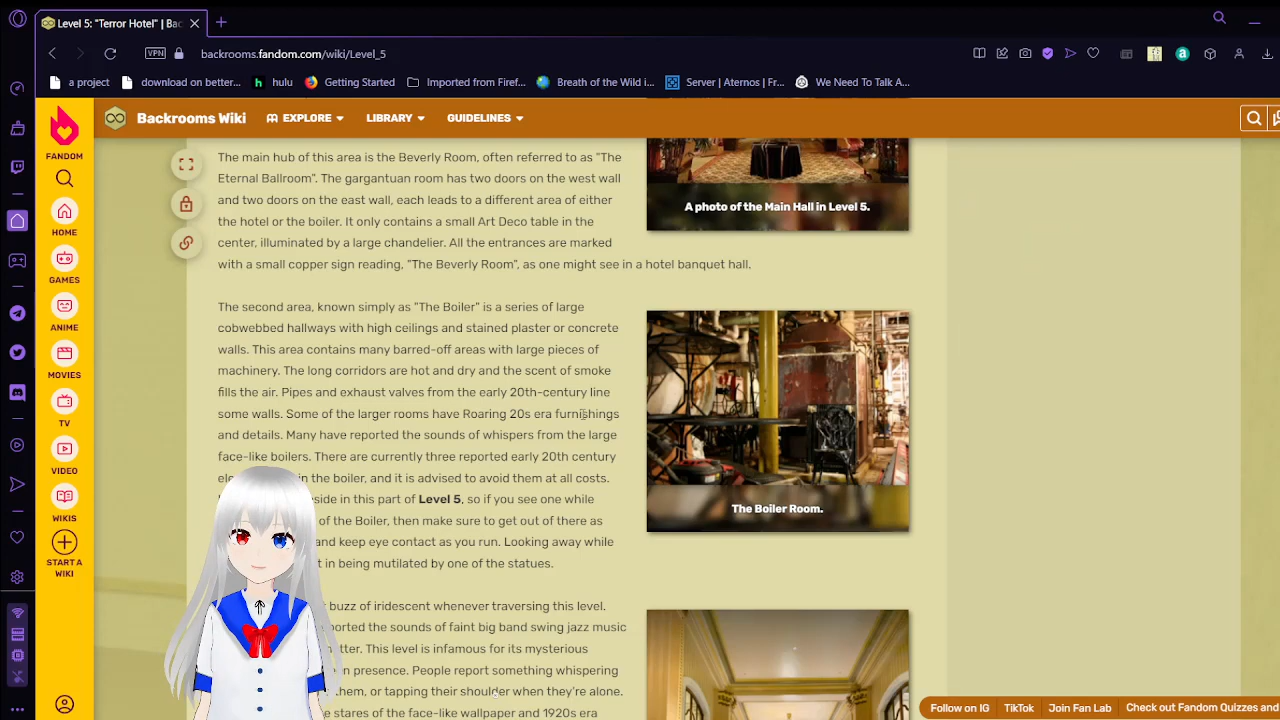 Level 5: "Terror Hotel" | Bac
VPN
backrooms.fandom.com/wiki/Level_5
a project
download on better...
hulu
Getting Started
Imported from Firef...
Breath of the Wild i...
Server | Aternos | Fr...
We Need To Talk A...
Backrooms Wiki
EXPLORE
LIBRARY
GUIDELINES
FANDOM
HOME
GAMES
ANIME
MOVIES
TV
VIDEO
WIKIS
START A
WIKI
The main hub of this area is the Beverly Room, often referred to as "The
Eternal Ballroom". The gargantuan room has two doors on the west wall
and two doors on the east wall, each leads to a different area of either
the hotel or the boiler. It only contains a small Art Deco table in the
center, illuminated by a large chandelier. All the entrances are marked
with a small copper sign reading, "The Beverly Room", as one might see in a hotel banquet hall.
A photo of the Main Hall in Level 5.
The second area, known simply as "The Boiler" is a series of large
cobwebbed hallways with high ceilings and stained plaster or concrete
walls. This area contains many barred-off areas with large pieces of
machinery. The long corridors are hot and dry and the scent of smoke
fills the air. Pipes and exhaust valves from the early 20th-century line
some walls. Some of the larger rooms have Roaring 20s era furnishings
and details. Many have reported the sounds of whispers from the large
face-like boilers. There are currently three reported early 20th century
in the boiler, and it is advised to avoid them at all costs.
side in this part of Level 5, so if you see one while
of the Boiler, then make sure to get out of there as
and keep eye contact as you run. Looking away while
t in being mutilated by one of the statues.
The Boiler Room.
buzz of iridescent whenever traversing this level.
ported the sounds of faint big band swing jazz music
tter. This level is infamous for its mysterious
n presence. People report something whispering
them, or tapping their shoulder when they're alone.
e stares of the face-like wallpaper and 1920s era
Follow on IG
TikTok
Join Fan Lab
Check out Fandom Quizzes and